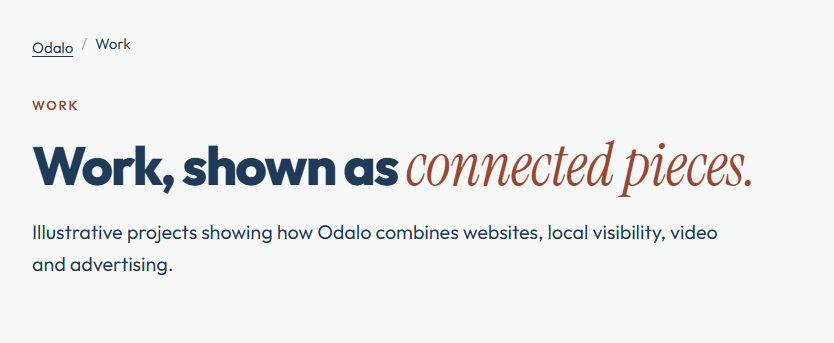 Odalo / Work
WORK
Work, shown as connected pieces.
Illustrative projects showing how Odalo combines websites, local visibility, video
and advertising.